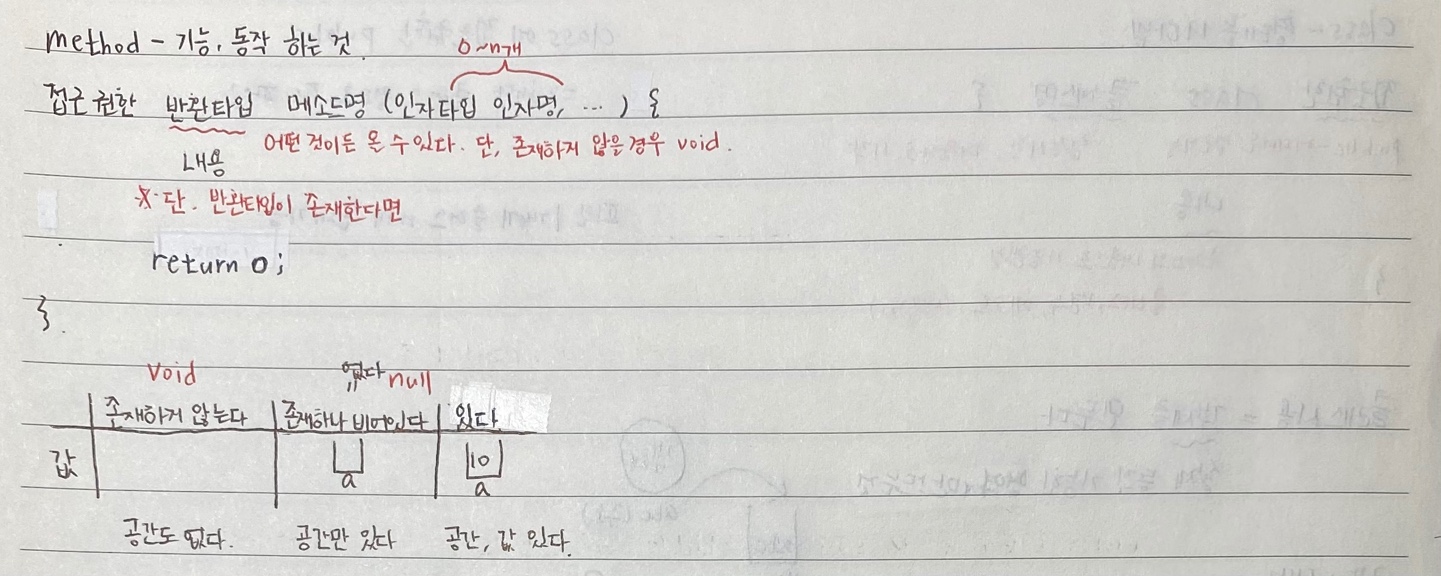 method - 기능, 동작 하는 것.
0~n개
접근 권한 반환타입 메소드명 (인자타입 인자명, ...) {
어떤 것이든 올 수 있다. 단, 존재하지 않을 경우 void.
내용
※ 단. 반환타입이 존재한다면
return 0;
}.
void 없다 null
존재하게 않는다 존재하나 비어있다 있다
값 10
a a
공간도 없다. 공간만 있다 공간, 값 있다.